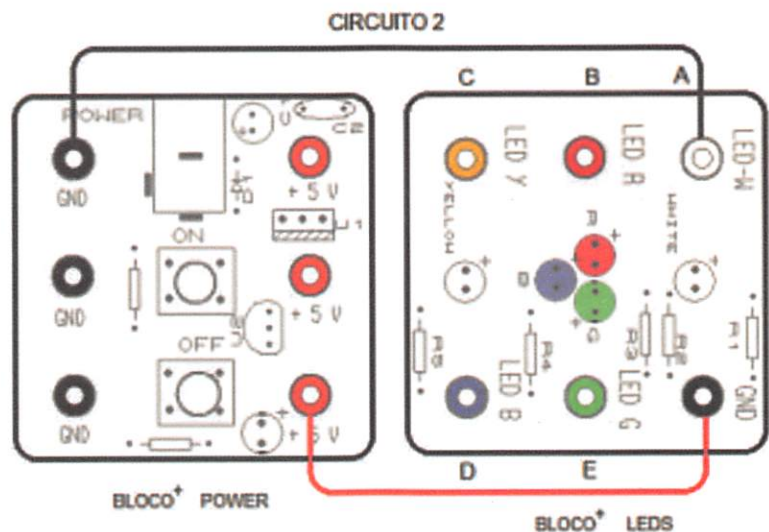 CIRCUITO 2
C B A
POWER
GND
+ 5 V
ON
GND
+ 5 V
OFF
GND
+ 5 V
LED Y
LED R
LED-W
YELLOW
WHITE
R
B
G
R5
R4
R3
R2
R1
LED B
LED G
GND
D E
BLOCO+ POWER
BLOCO+ LEDS